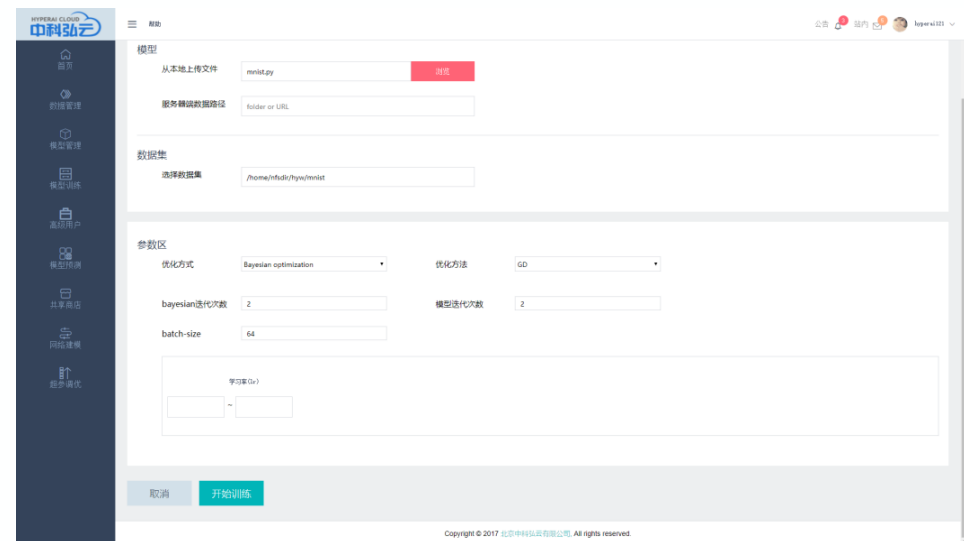 HYPERAI CLOUD
中科弘云
帮助
公告
站内
hyperai121
首页
数据管理
模型管理
模型训练
高级用户
模型预测
共享商店
网络建模
超参调优
模型
从本地上传文件 mnist.py 浏览
服务器端数据路径 folder or URL
数据集
选择数据集 /home/nfsdir/hyw/mnist
参数区
优化方式 Bayesian optimization 优化方法 GD
bayesian迭代次数 2 模型迭代次数 2
batch-size 64
学习率(lr)
~
取消 开始训练
Copyright © 2017 北京中科弘云有限公司. All rights reserved.